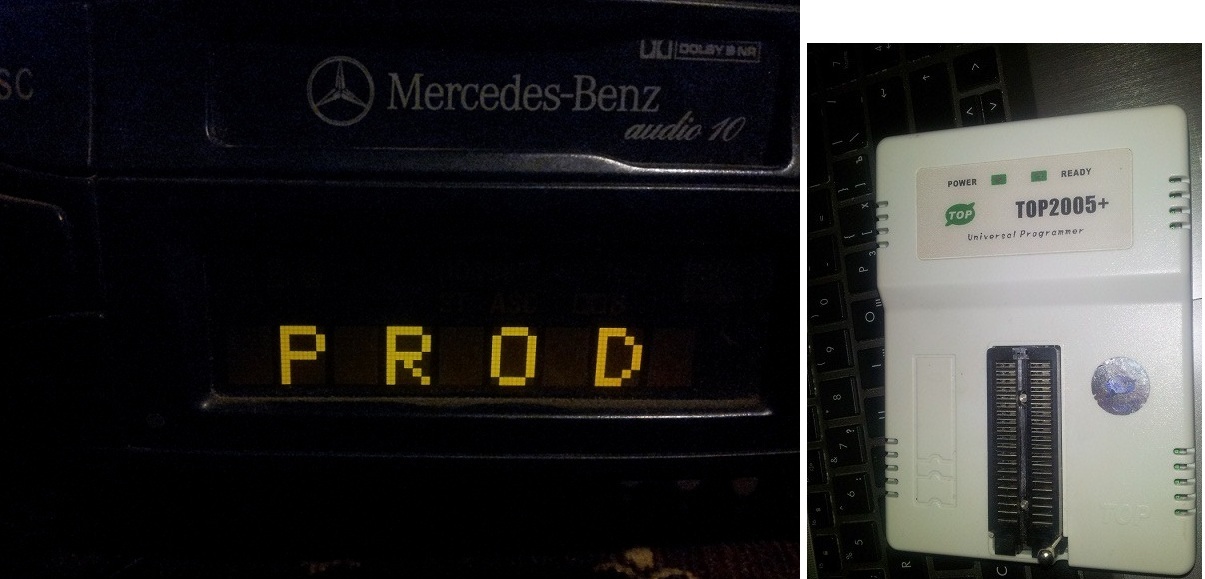 DOLBY B NR
SC
Mercedes-Benz
audio 10
PROD
POWER READY
TOP TOP2005+
Universal Programmer
TOP